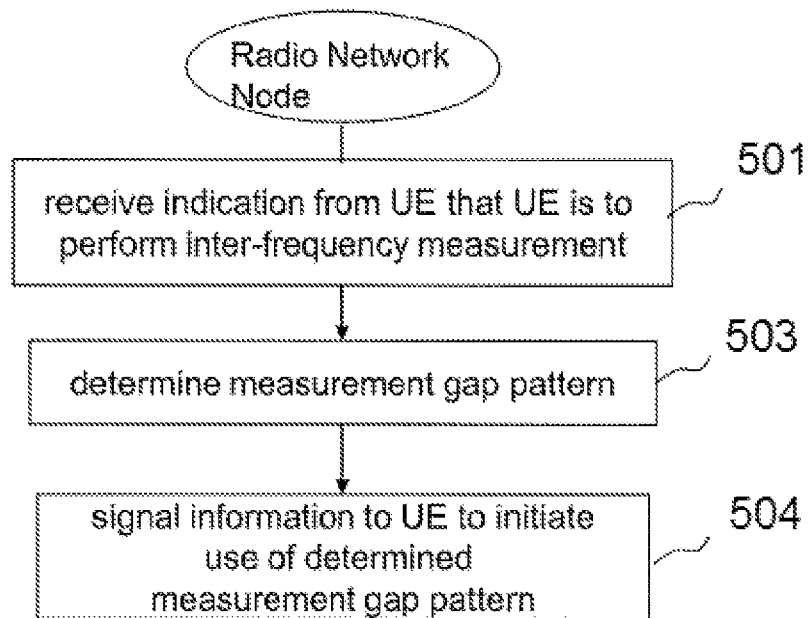 Radio Network
Node
501
receive indication from UE that UE is to
perform inter-frequency measurement
503
determine measurement gap pattern
504
signal information to UE to initiate
use of determined
measurement gap pattern